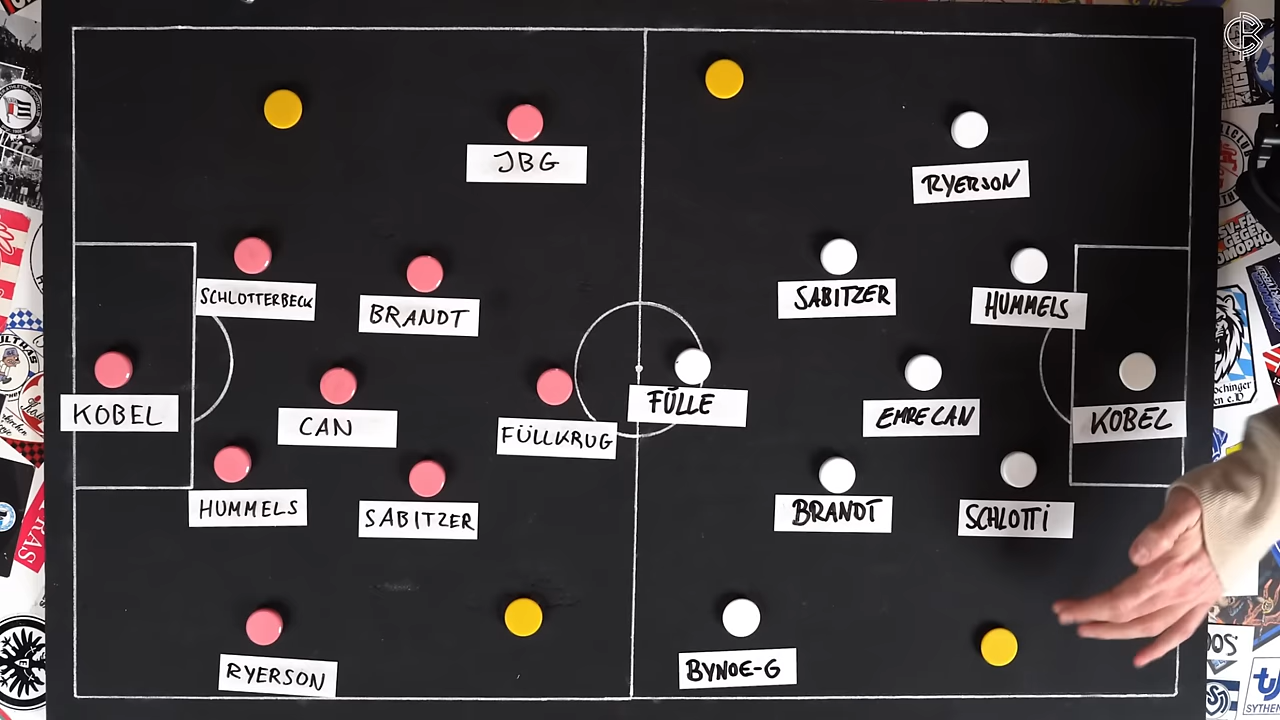 JBG
RYERSON
SCHLOTTERBECK
BRANDT
SABITZER
HUMMELS
KOBEL
CAN
FÜLLKRUG
FÜLLE
EMRE CAN
KOBEL
HUMMELS
SABITZER
BRANDT
SCHLOTTI
RYERSON
BYNOE-G